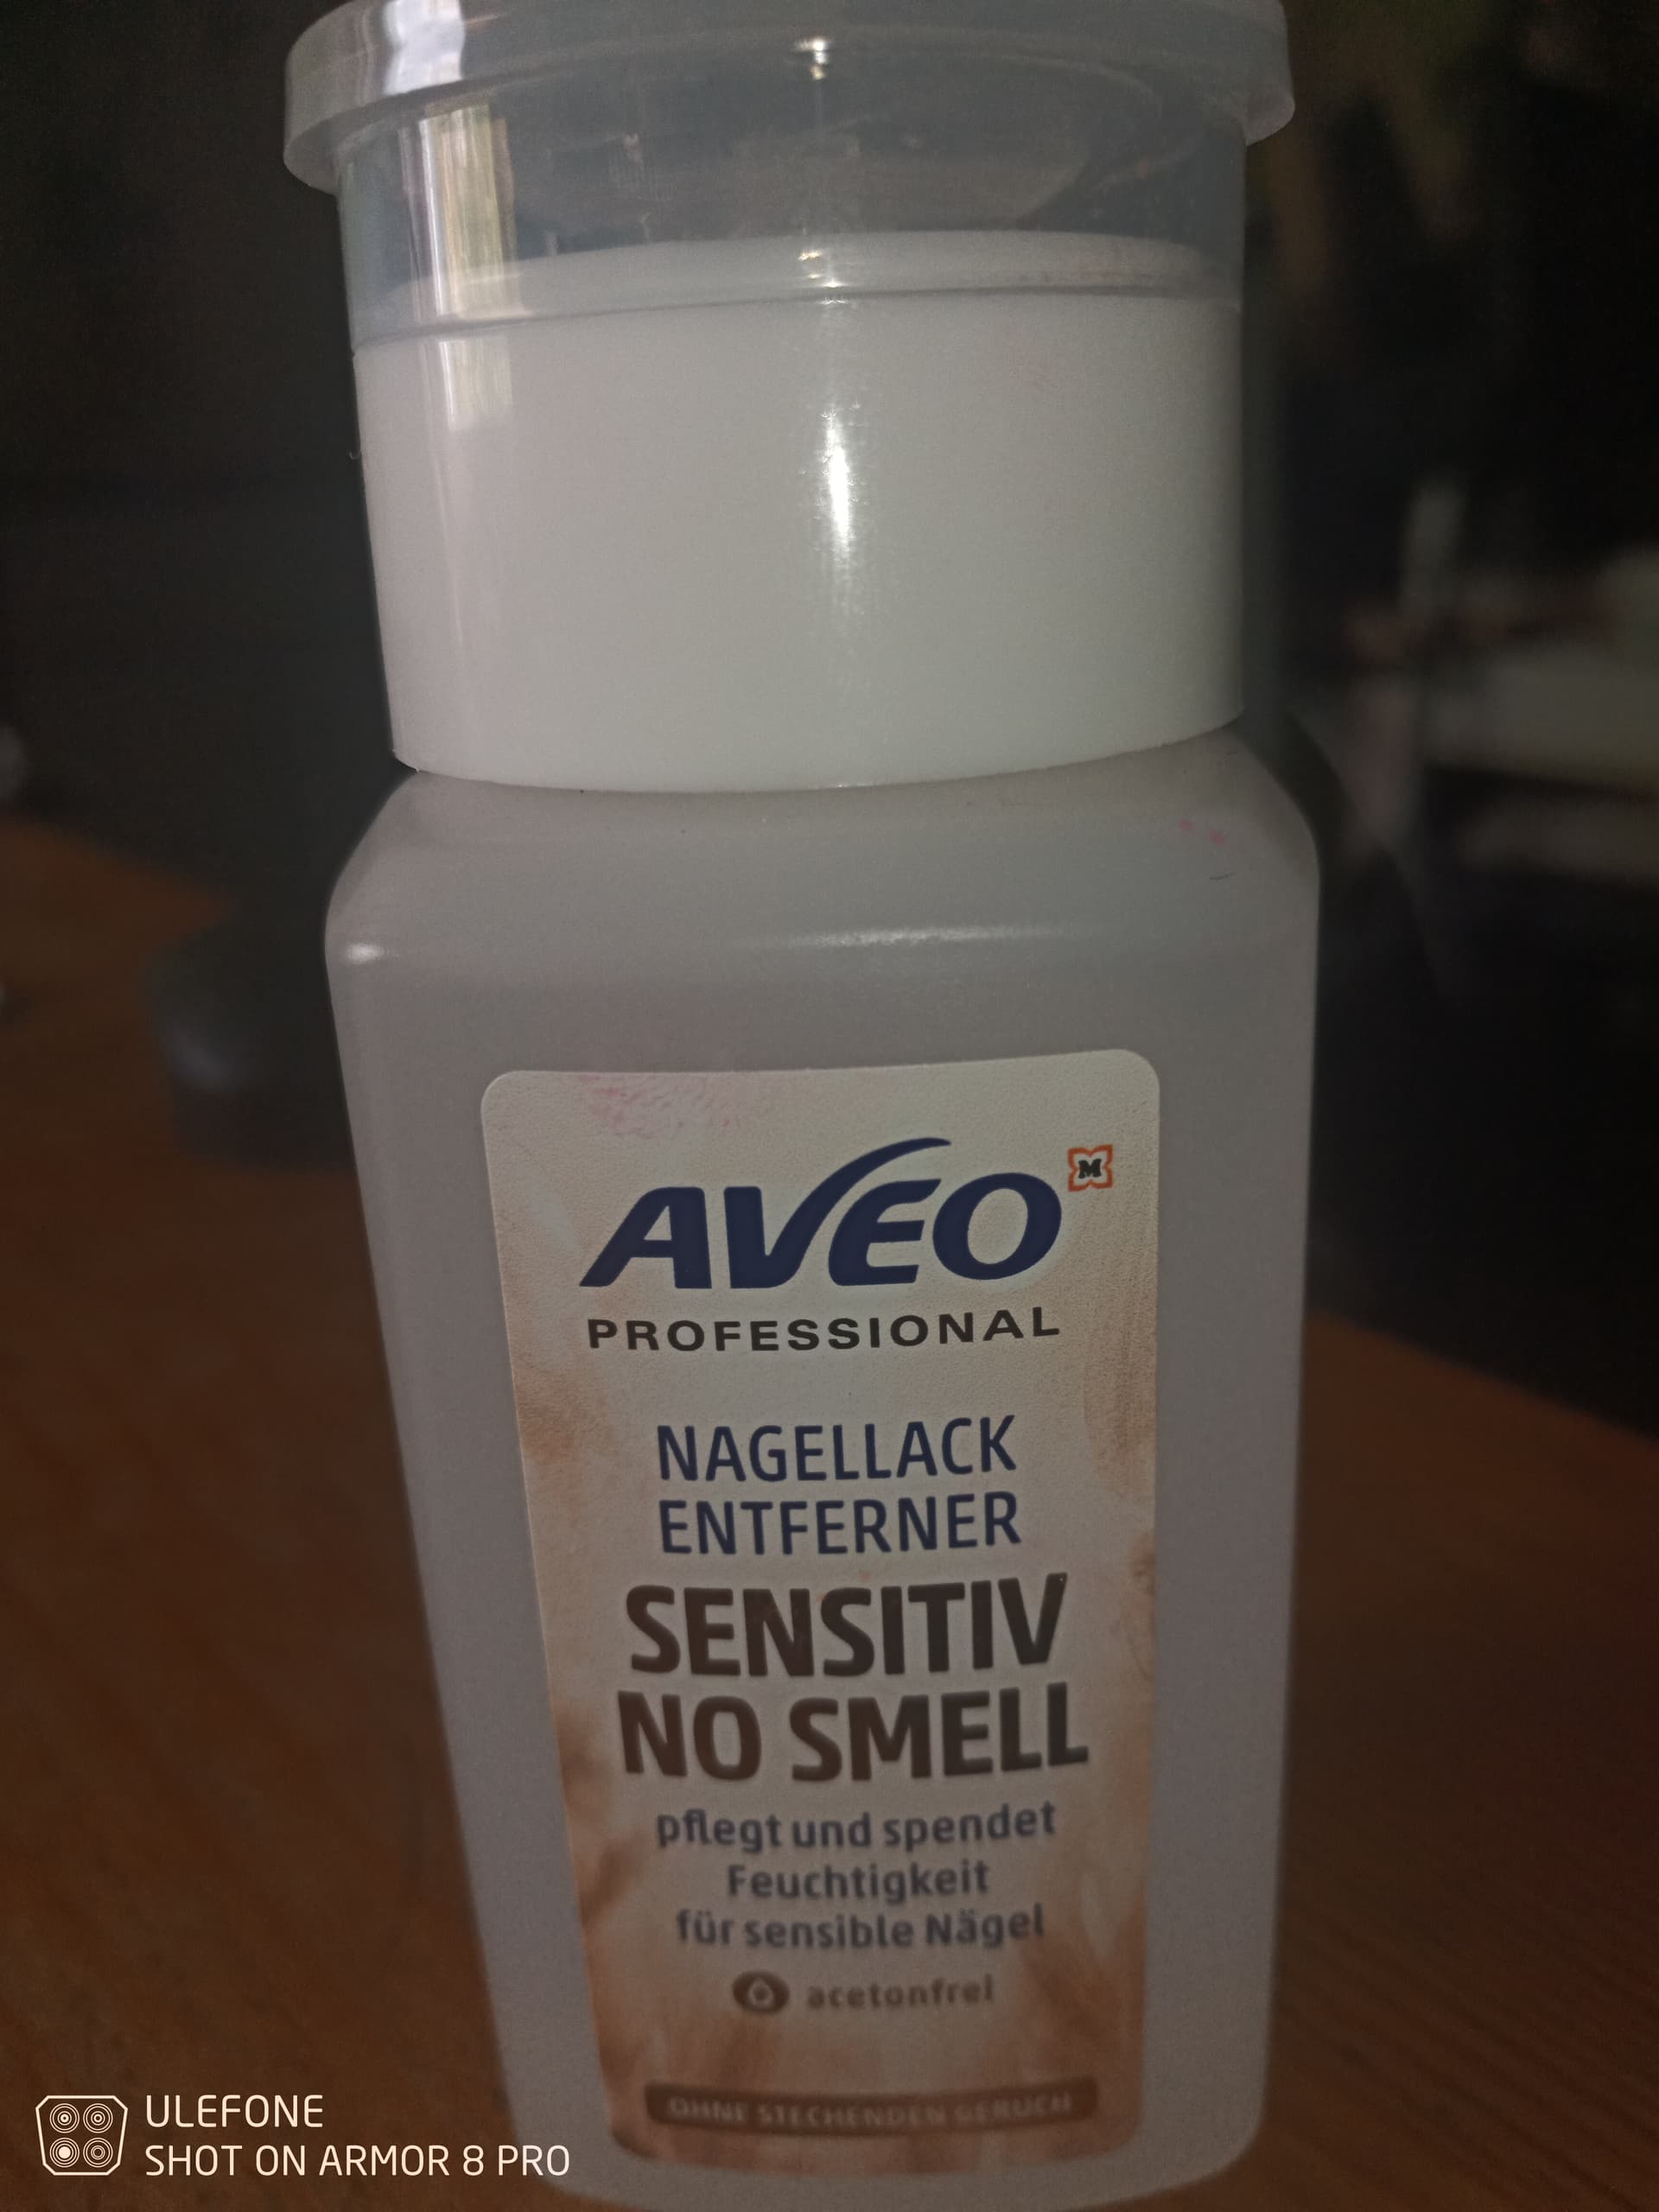 AVEO
M
PROFESSIONAL
NAGELLACK
ENTFERNER
SENSITIV
NO SMELL
pflegt und spendet
Feuchtigkeit
für sensible Nägel
acetonfrei
OHNE STECHENDEN GERUCH
ULEFONE
SHOT ON ARMOR 8 PRO